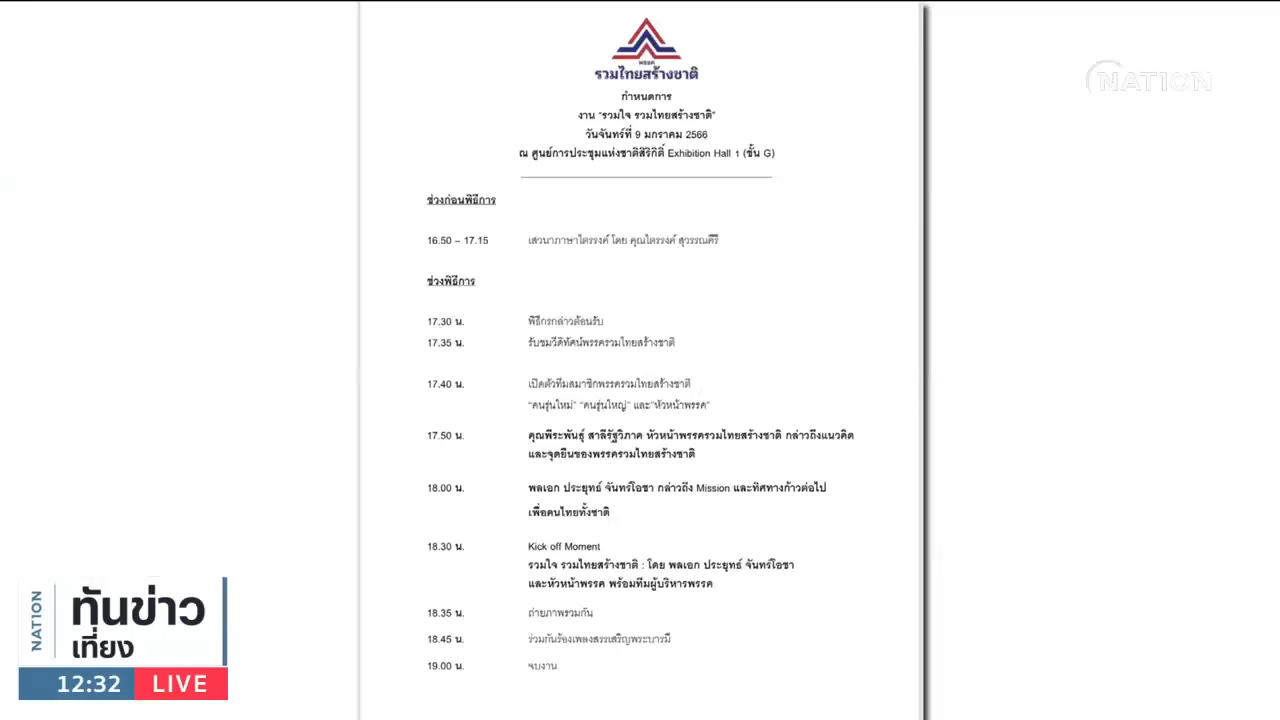 พรรค
รวมไทยสร้างชาติ
กำหนดการ
งาน "รวมใจ รวมไทยสร้างชาติ"
วันจันทร์ที่ 9 มกราคม 2566
ณ ศูนย์การประชุมแห่งชาติสิริกิติ์ Exhibition Hall 1 (ชั้น G)
NATION
ช่วงก่อนพิธีการ
16.50 – 17.15 เสวนาภาษาไตรรงค์ โดย คุณไตรรงค์ สุวรรณคีรี
ช่วงพิธีการ
17.30 น. พิธีกรกล่าวต้อนรับ
17.35 น. รับชมวีดิทัศน์พรรครวมไทยสร้างชาติ
17.40 น. เปิดตัวทีมสมาชิกพรรครวมไทยสร้างชาติ
"คนรุ่นใหม่" "คนรุ่นใหญ่" และ"หัวหน้าพรรค"
17.50 น. คุณพีระพันธุ์ สาลีรัฐวิภาค หัวหน้าพรรครวมไทยสร้างชาติ กล่าวถึงแนวคิด
และจุดยืนของพรรครวมไทยสร้างชาติ
18.00 น. พลเอก ประยุทธ์ จันทร์โอชา กล่าวถึง Mission และทิศทางก้าวต่อไป
เพื่อคนไทยทั้งชาติ
18.30 น. Kick off Moment
รวมใจ รวมไทยสร้างชาติ : โดย พลเอก ประยุทธ์ จันทร์โอชา
และหัวหน้าพรรค พร้อมทีมผู้บริหารพรรค
18.35 น. ถ่ายภาพรวมกัน
18.45 น. ร่วมกันร้องเพลงสรรเสริญพระบารมี
19.00 น. จบงาน
NATION
ทันข่าว
เที่ยง
12:32 LIVE